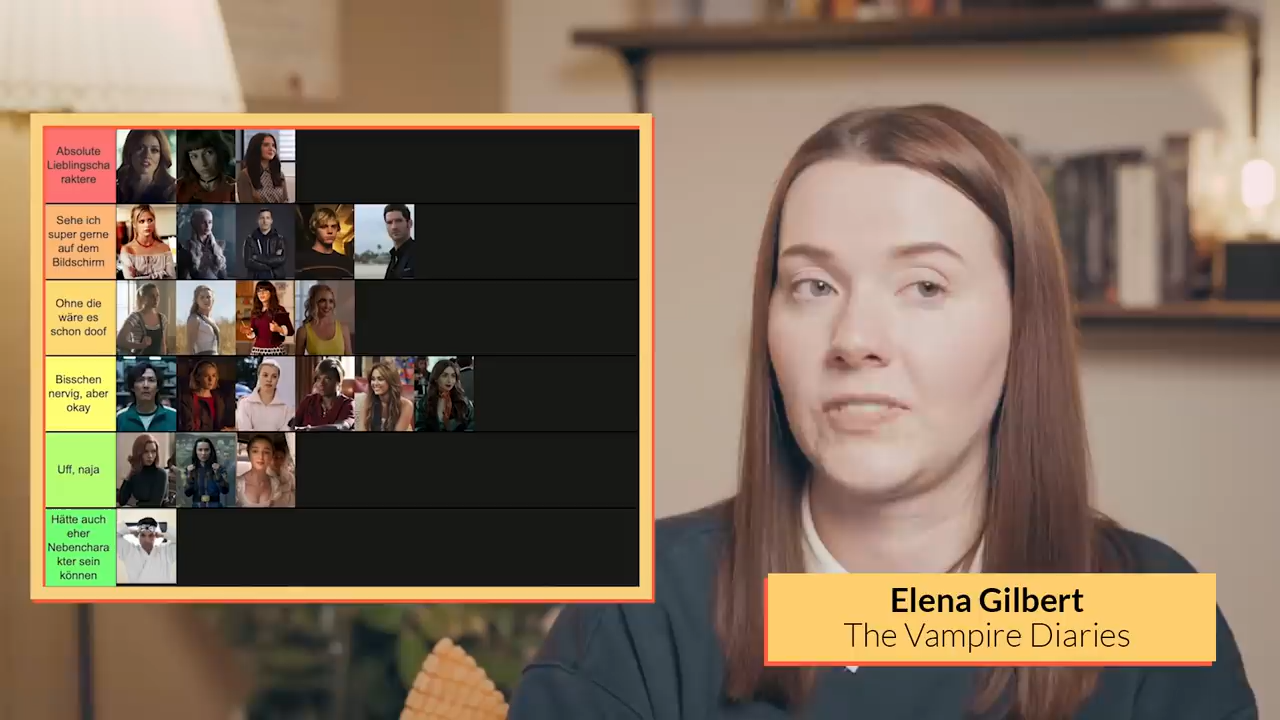 Absolute
Lieblingscha
raktere
Sehe ich
super gerne
auf dem
Bildschirm
Ohne die
wäre es
schon doof
Bisschen
nervig, aber
okay
Uff, naja
Hätte auch
eher
Nebenchara
kter sein
können
Elena Gilbert
The Vampire Diaries